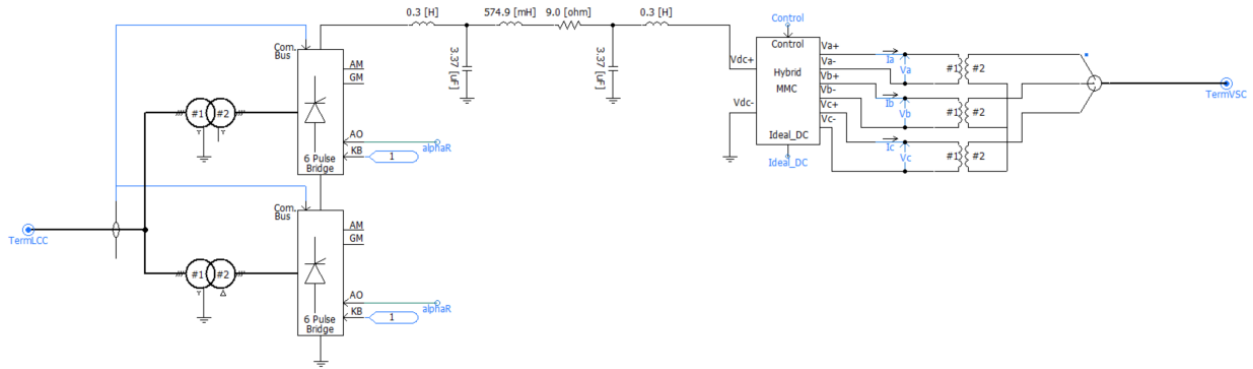 0.3 [H]
574.9 [mH]
9.0 [ohm]
0.3 [H]
3.37 [uF]
3.37 [uF]
Com.
Bus
AM
GM
#1
#2
AO
alphaR
KB
1
6 Pulse
Bridge
TermLCC
Com.
Bus
AM
GM
#1
#2
AO
alphaR
KB
1
6 Pulse
Bridge
Control
Control
Vdc+
Vdc-
Hybrid
MMC
Ideal_DC
Ideal_DC
Va+
Va-
Vb+
Vb-
Vc+
Vc-
Ia
Va
#1
#2
Ib
Vb
#1
#2
Ic
Vc
#1
#2
TermVSC